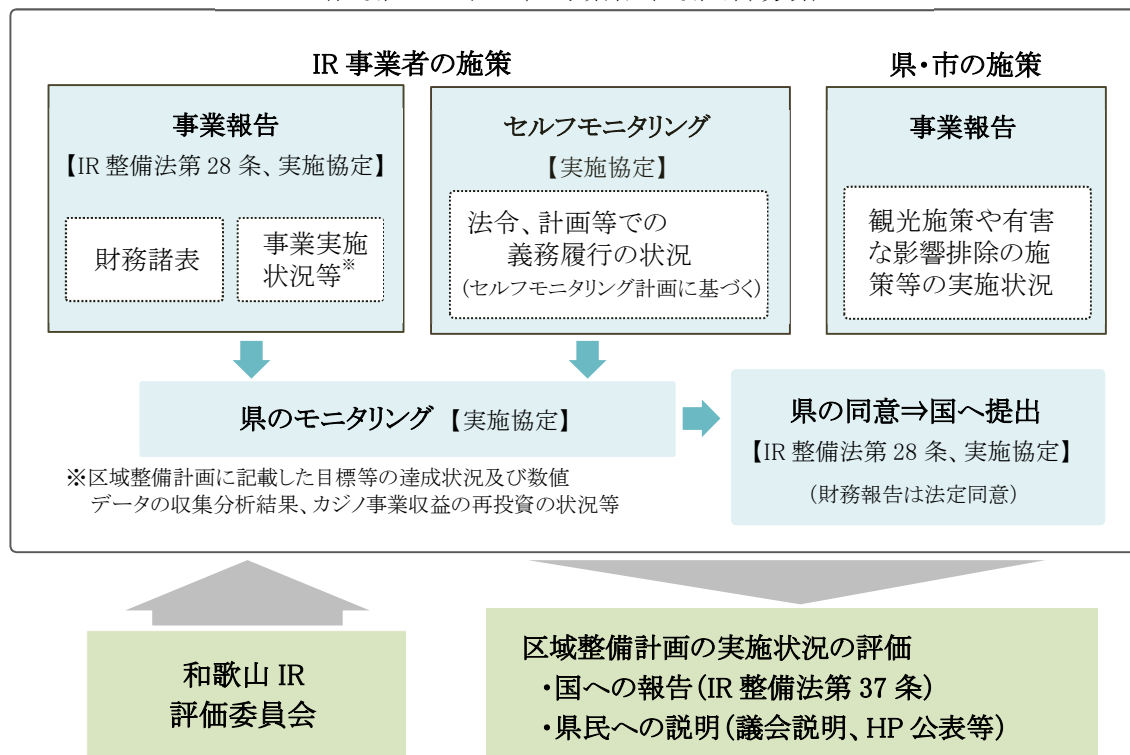 IR 事業者の施策
県・市の施策
事業報告
【IR 整備法第 28 条、実施協定】
財務諸表
事業実施
状況等※
セルフモニタリング
【実施協定】
法令、計画等での
義務履行の状況
(セルフモニタリング計画に基づく)
事業報告
観光施策や有害
な影響排除の施
策等の実施状況
県のモニタリング 【実施協定】
県の同意⇒国へ提出
【IR 整備法第 28 条、実施協定】
(財務報告は法定同意)
※区域整備計画に記載した目標等の達成状況及び数値
データの収集分析結果、カジノ事業収益の再投資の状況等
和歌山 IR
評価委員会
区域整備計画の実施状況の評価
・国への報告(IR 整備法第 37 条)
・県民への説明(議会説明、HP 公表等)